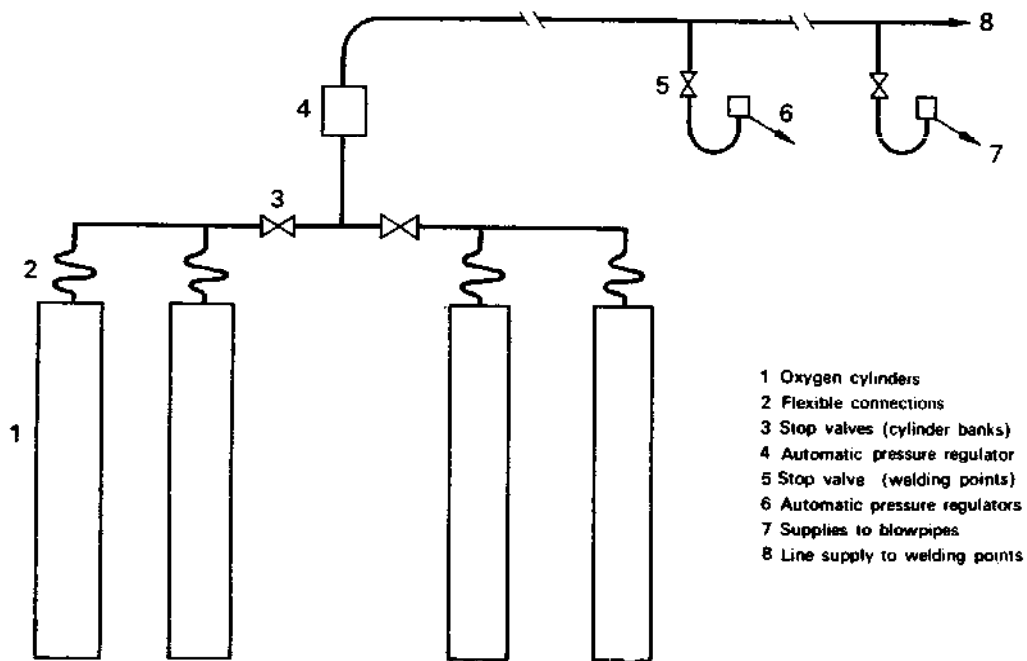 8
5
6
4
7
3
2
1
1 Oxygen cylinders
2 Flexible connections
3 Stop valves (cylinder banks)
4 Automatic pressure regulator
5 Stop valve (welding points)
6 Automatic pressure regulators
7 Supplies to blowpipes
8 Line supply to welding points